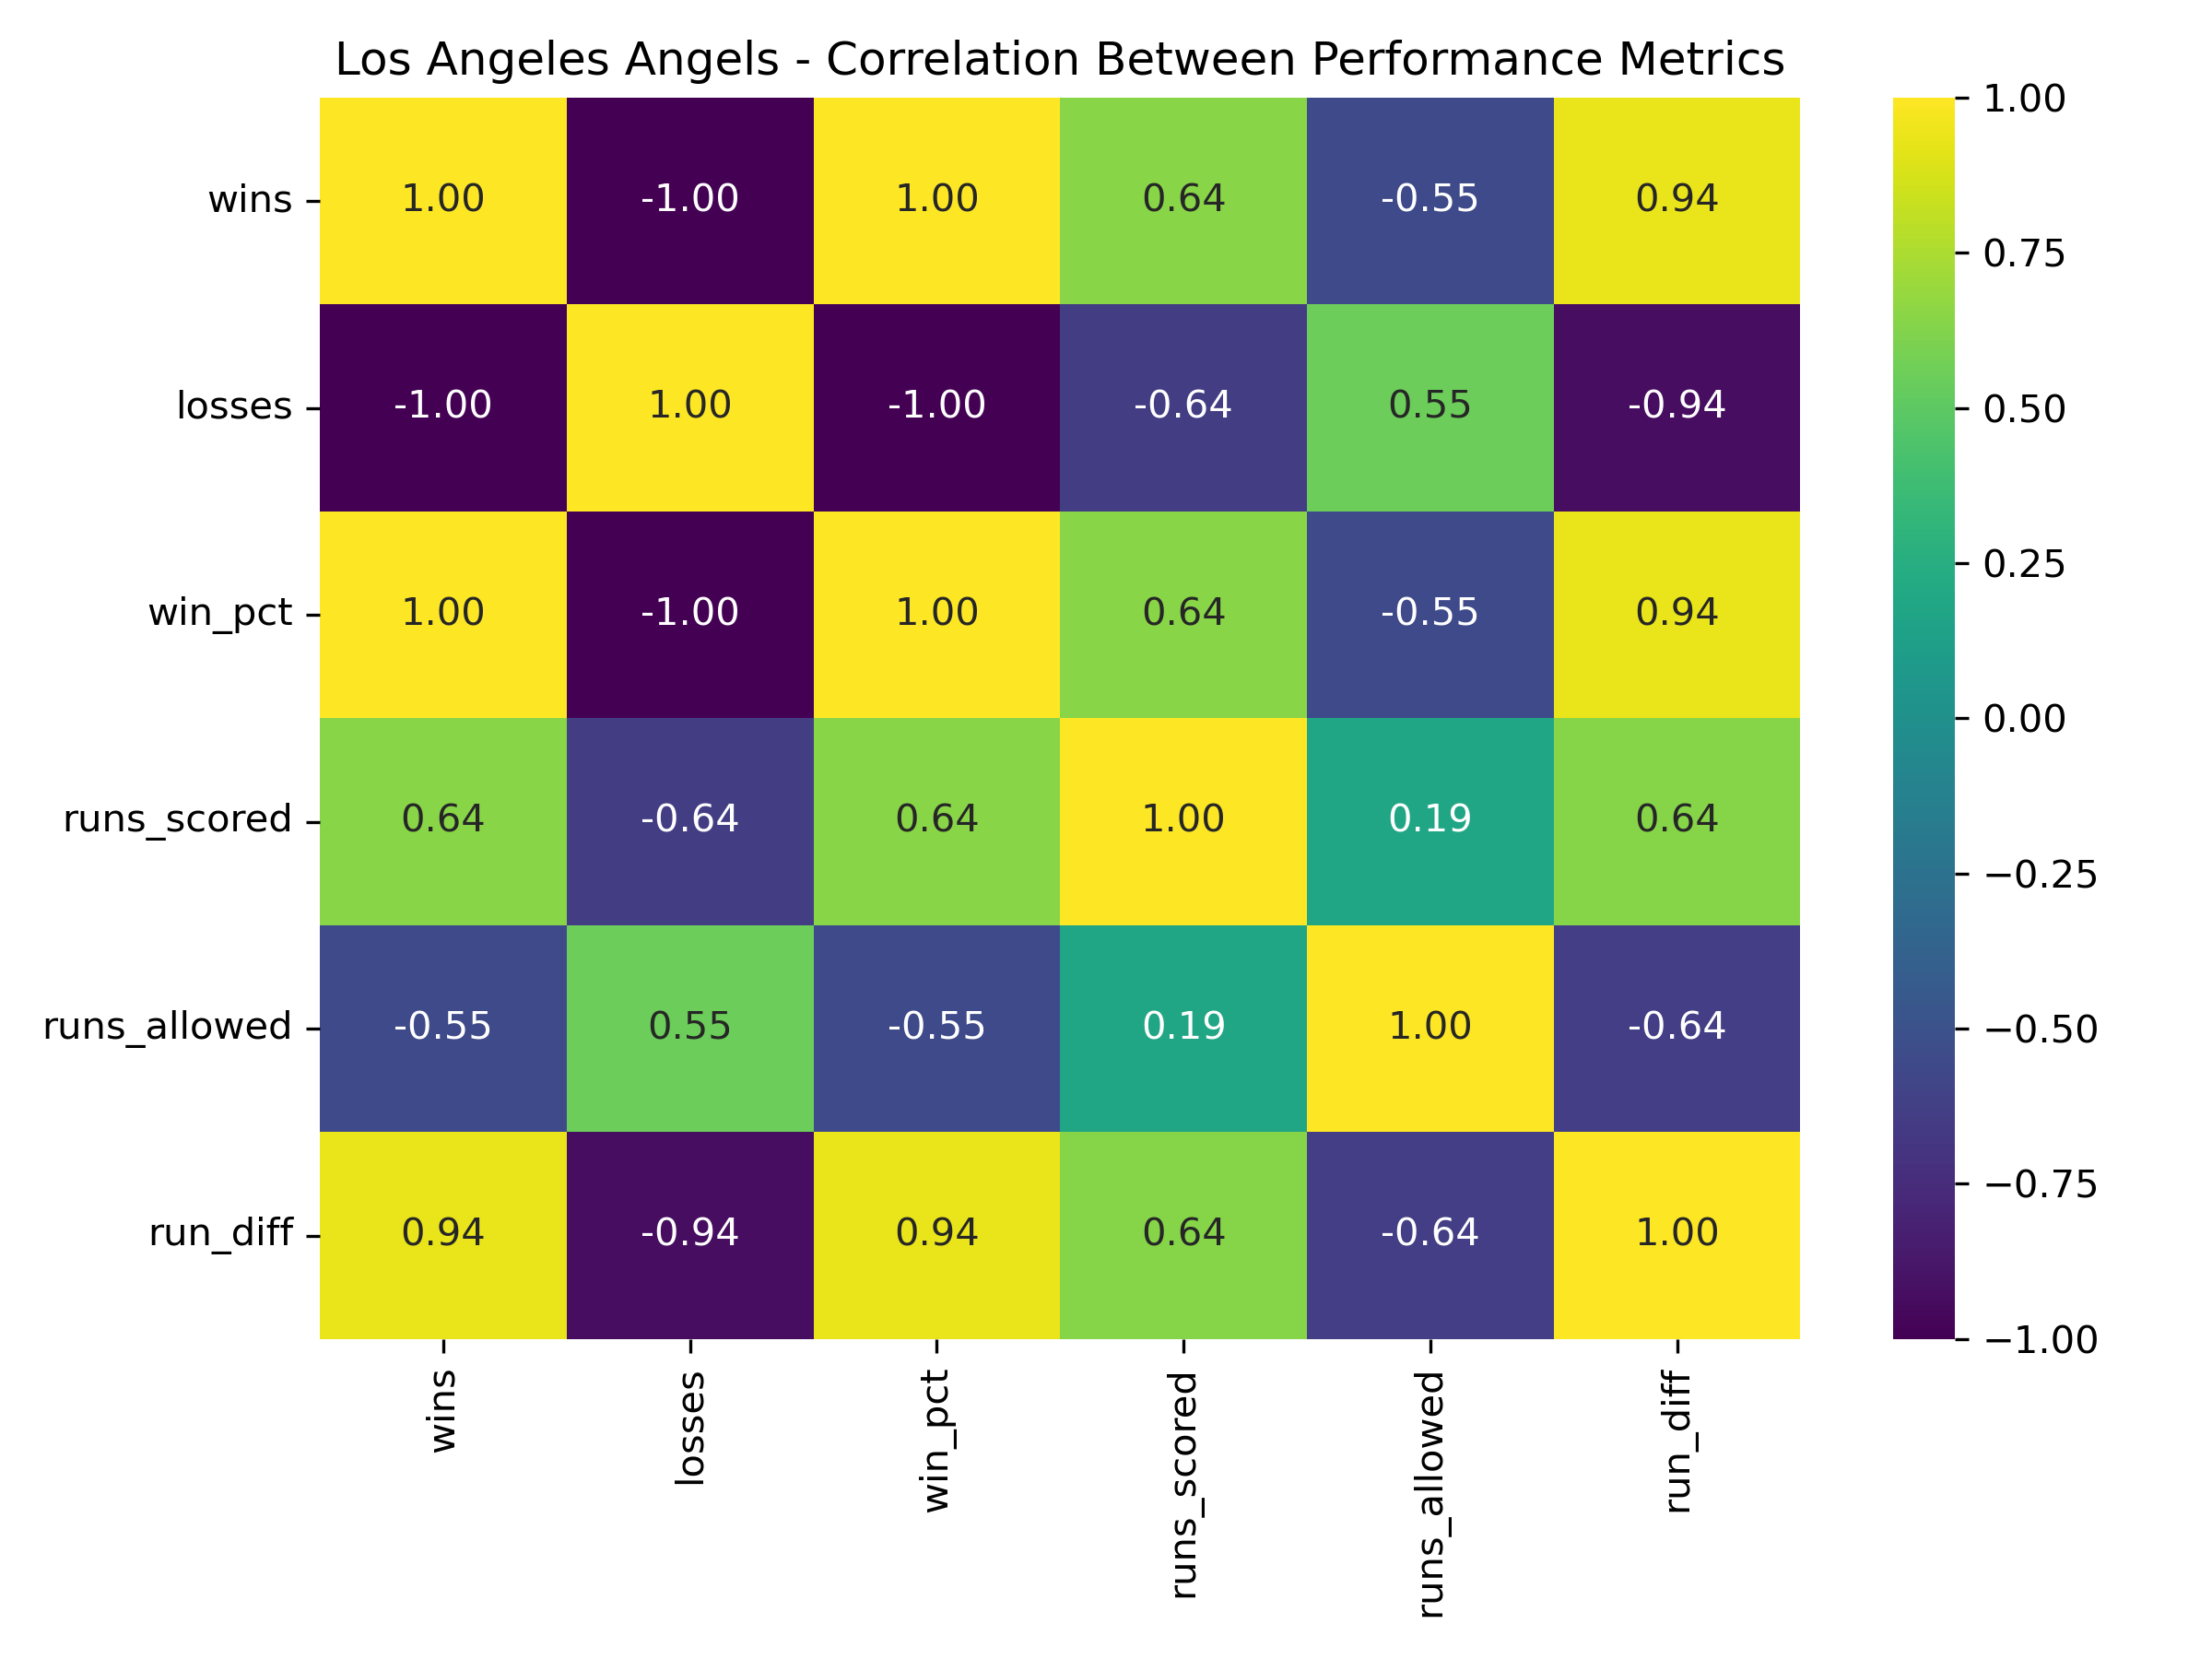 Los Angeles Angels - Correlation Between Performance Metrics
wins 1.00 -1.00 1.00 0.64 -0.55 0.94
losses -1.00 1.00 -1.00 -0.64 0.55 -0.94
win_pct 1.00 -1.00 1.00 0.64 -0.55 0.94
runs_scored 0.64 -0.64 0.64 1.00 0.19 0.64
runs_allowed -0.55 0.55 -0.55 0.19 1.00 -0.64
run_diff 0.94 -0.94 0.94 0.64 -0.64 1.00
wins losses win_pct runs_scored runs_allowed run_diff
1.00
0.75
0.50
0.25
0.00
−0.25
−0.50
−0.75
−1.00